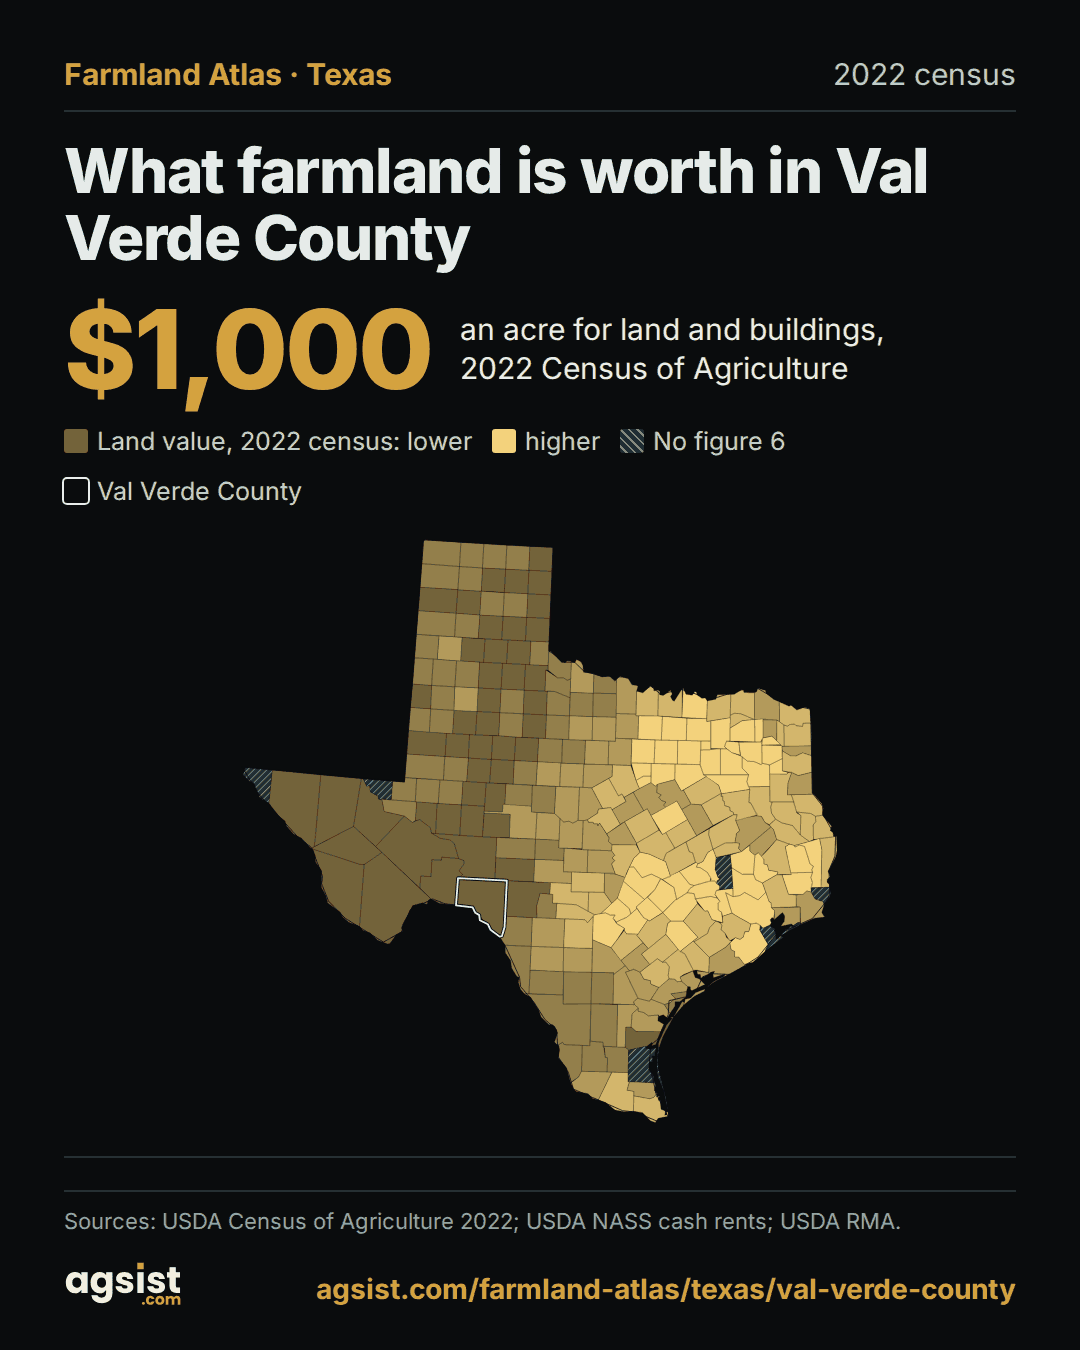 Farmland Atlas · Texas
2022 census
What farmland is worth in Val
Verde County
$1,000
an acre for land and buildings,
2022 Census of Agriculture
Land value, 2022 census: lower
higher
No figure 6
Val Verde County
Sources: USDA Census of Agriculture 2022; USDA NASS cash rents; USDA RMA.
agsist
.com
agsist.com/farmland-atlas/texas/val-verde-county